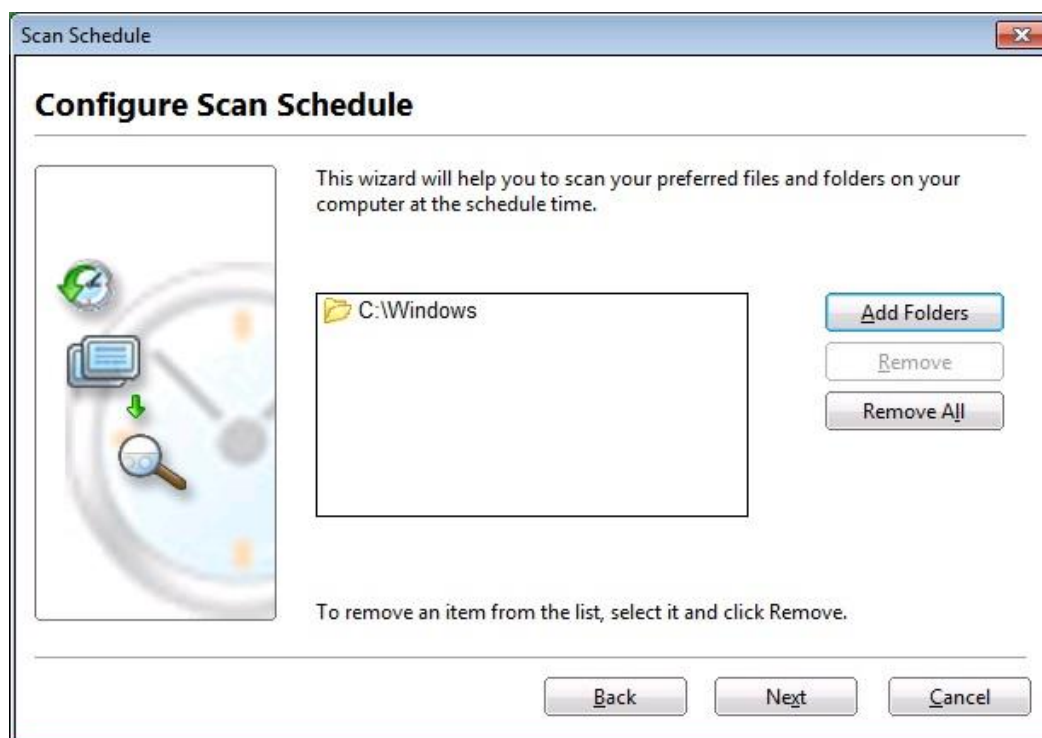 Scan Schedule
Configure Scan Schedule
This wizard will help you to scan your preferred files and folders on your
computer at the schedule time.
C:\Windows
Add Folders
Remove
Remove All
To remove an item from the list, select it and click Remove.
Back
Next
Cancel